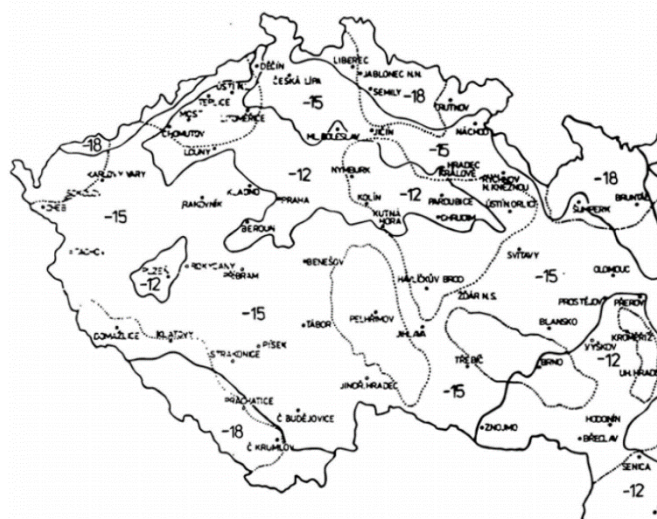 DĚČÍN
LIBEREC
JABLONEC N.N.
ČESKÁ LÍPA
SEMILY
-18
-15
ÚSTÍ N.
TEPLICE
MOST
LITOMĚŘICE
CHOMUTOV
TRUTNOV
NÁCHOD
ML. BOLESLAV
JIČÍN
-18
LOUNY
-15
KARLOVY VARY
-12
NYMBURK
HRADEC
KRÁLOVÉ
RYCHNOV
N. KNĚŽNOU
-18
SOKOLOV
CHEB
-15
RAKOVNÍK
KLADNO
PRAHA
KOLÍN
-12
PARDUBICE
ÚSTÍ N. ORLICÍ
ŠUMPERK
BRUNTÁL
KUTNÁ
HORA
CHRUDIM
BEROUN
TACHOV
SVITAVY
PLZEŇ
ROKYCANY
PŘÍBRAM
BENEŠOV
-12
HAVLÍČKŮV BROD
-15
OLOMOUC
ŽĎÁR N.S.
PROSTĚJOV
PŘEROV
-15
PELHŘIMOV
TÁBOR
JIHLAVA
BLANSKO
DOMAŽLICE
KLATOVY
PÍSEK
STRAKONICE
VYŠKOV
KROMĚŘÍŽ
-12
TŘEBÍČ
BRNO
UH. HRADI
JINDŘ. HRADEC
-15
PRACHATICE
Č. BUDĚJOVICE
-18
ZNOJMO
HODONÍN
BŘECLAV
Č. KRUMLOV
SENICA
-12